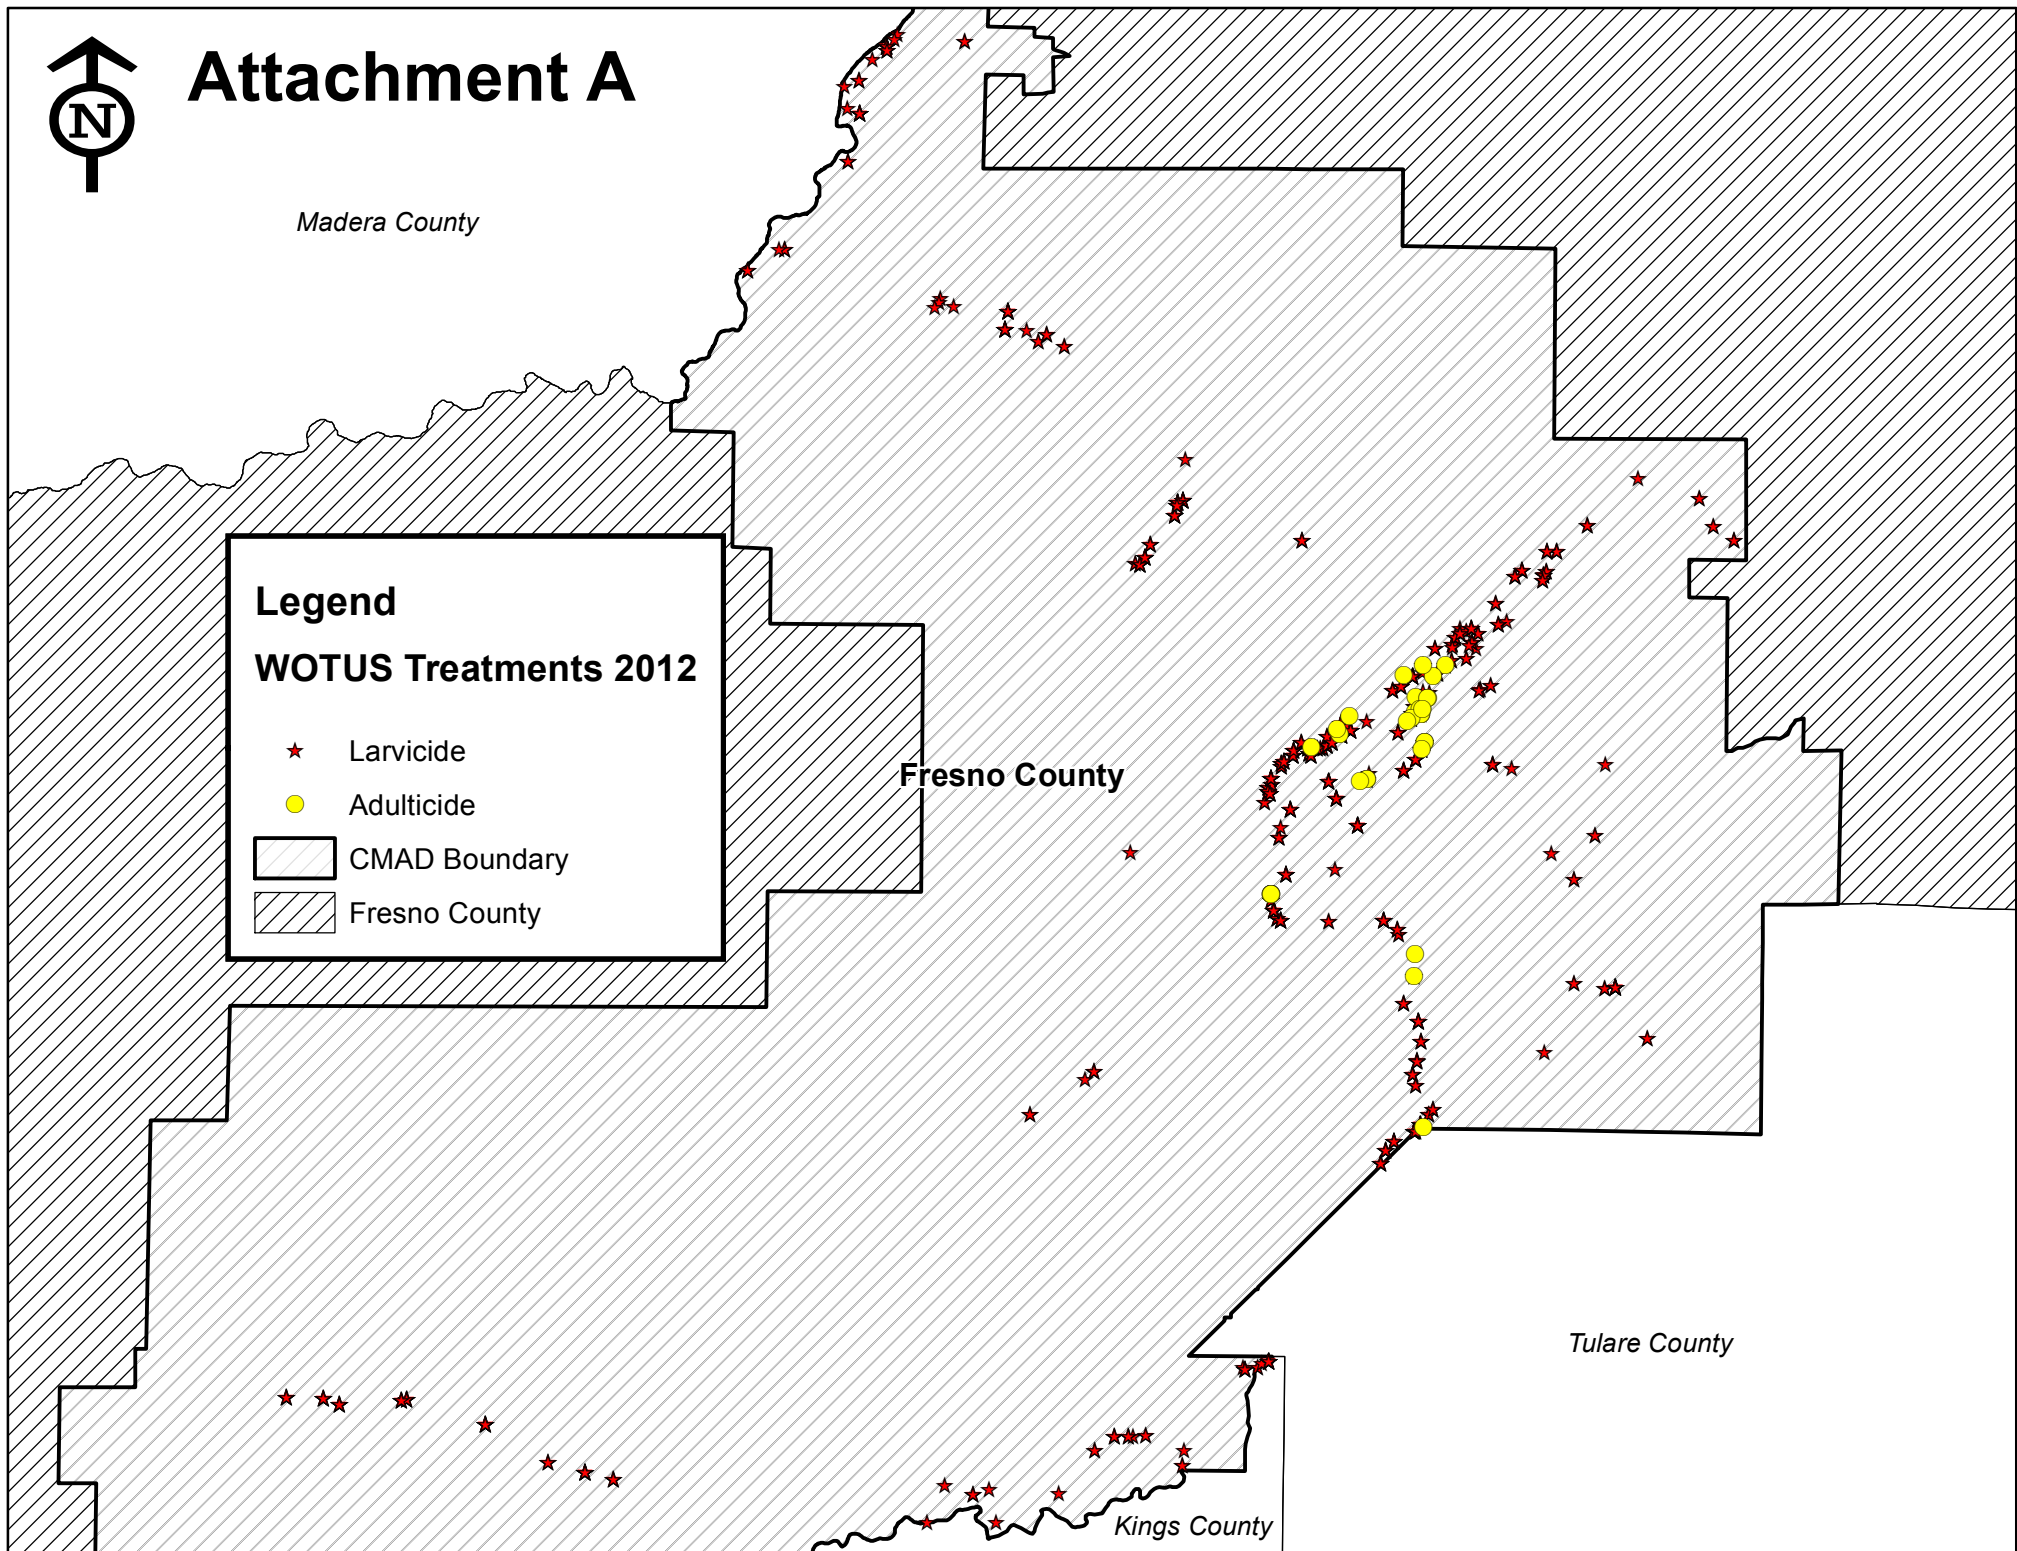 Attachment A
N
Madera County
Legend
WOTUS Treatments 2012
Larvicide
Adulticide
CMAD Boundary
Fresno County
Fresno County
Tulare County
Kings County